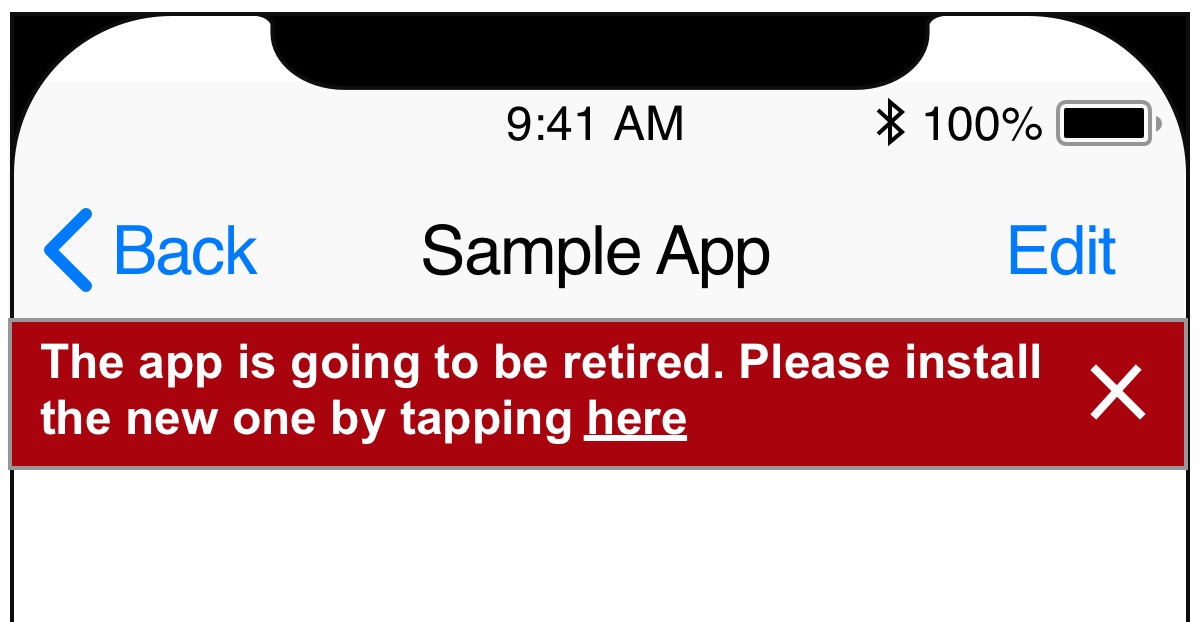 9:41 AM 100%
Back Sample App Edit
The app is going to be retired. Please install
the new one by tapping here